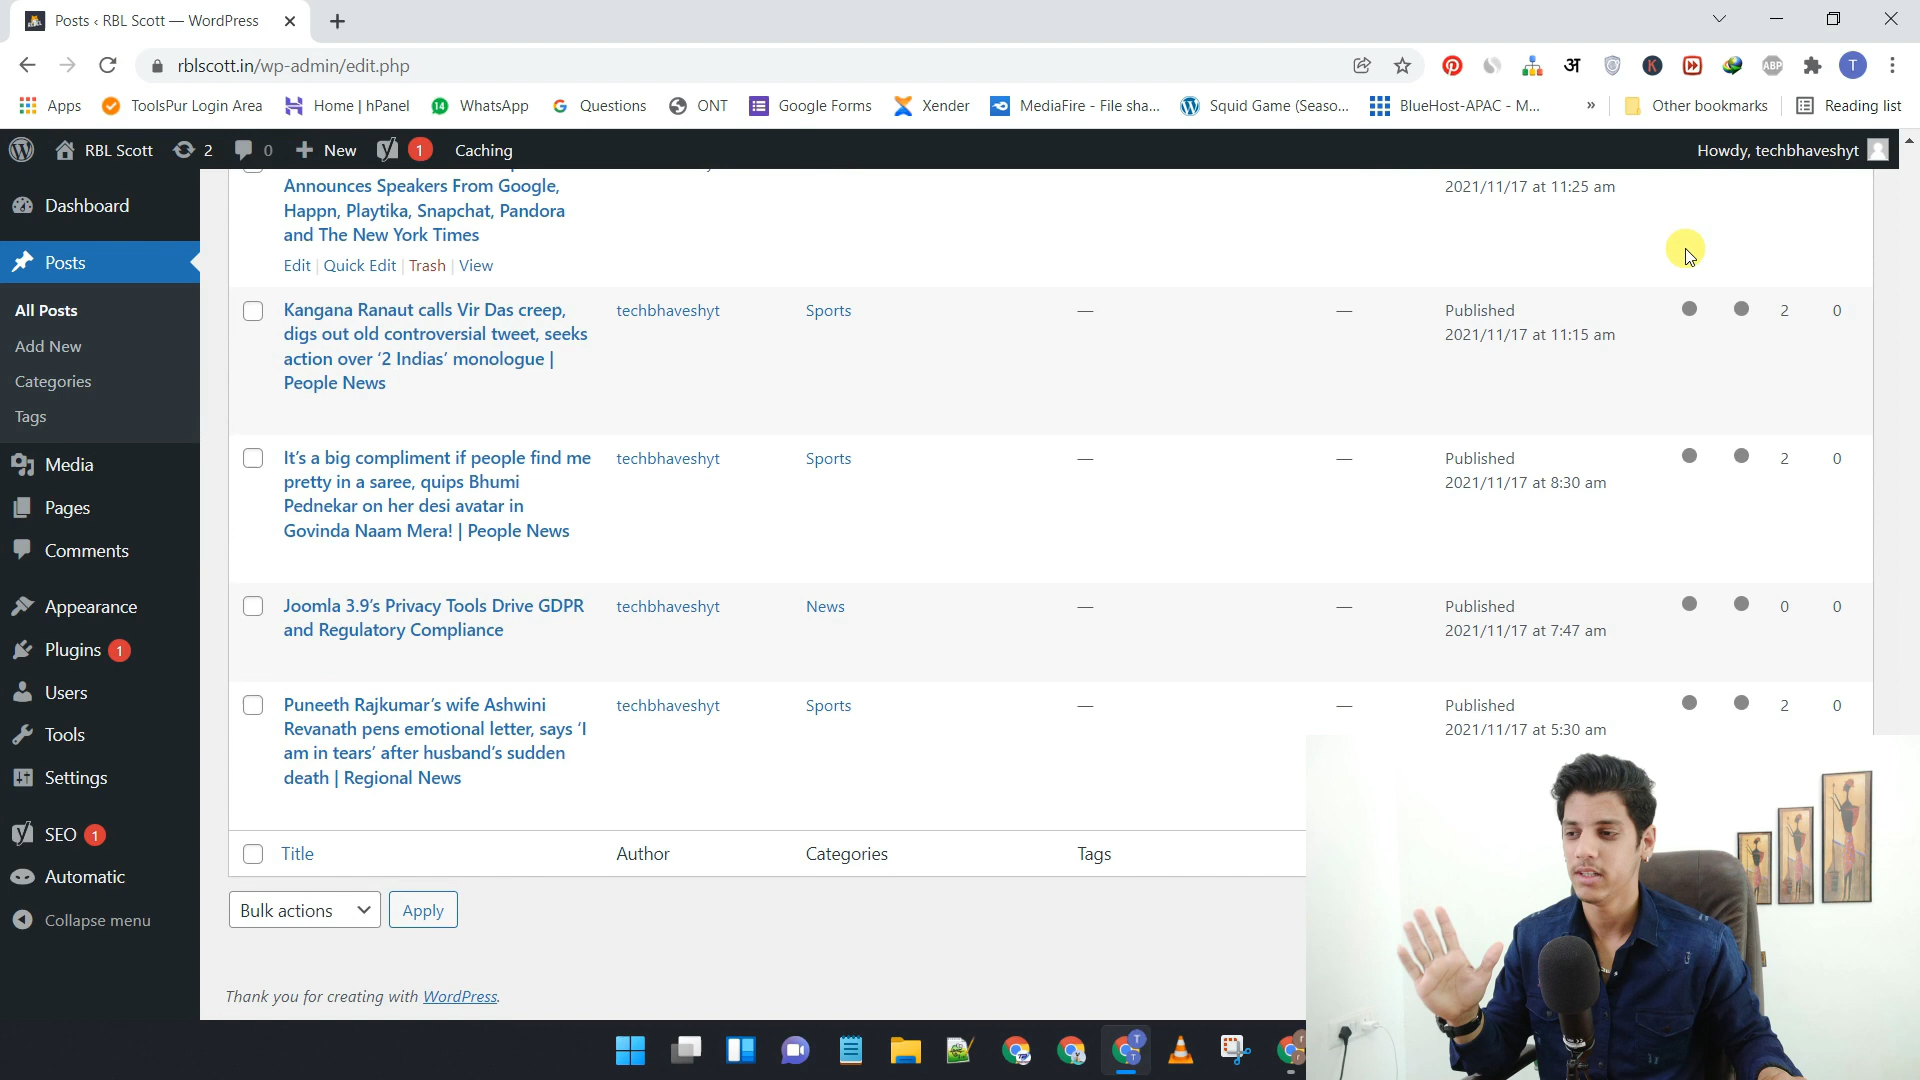 Posts ‹ RBL Scott — WordPress
rblscott.in/wp-admin/edit.php
अ
K
ABP
T
Apps
ToolsPur Login Area
Home | hPanel
WhatsApp
Questions
ONT
Google Forms
Xender
MediaFire - File sha...
Squid Game (Seaso...
BlueHost-APAC - M...
»
Other bookmarks
Reading list
RBL Scott
2
0
New
1
Caching
Howdy, techbhaveshyt
Dashboard
Posts
All Posts
Add New
Categories
Tags
Media
Pages
Comments
Appearance
Plugins 1
Users
Tools
Settings
SEO 1
Automatic
Collapse menu
Announces Speakers From Google,
Happn, Playtika, Snapchat, Pandora
and The New York Times
Edit | Quick Edit | Trash | View
2021/11/17 at 11:25 am
Kangana Ranaut calls Vir Das creep,
digs out old controversial tweet, seeks
action over ‘2 Indias’ monologue |
People News
techbhaveshyt
Sports
—
—
Published
2021/11/17 at 11:15 am
2
0
It’s a big compliment if people find me
pretty in a saree, quips Bhumi
Pednekar on her desi avatar in
Govinda Naam Mera! | People News
techbhaveshyt
Sports
—
—
Published
2021/11/17 at 8:30 am
2
0
Joomla 3.9’s Privacy Tools Drive GDPR
and Regulatory Compliance
techbhaveshyt
News
—
—
Published
2021/11/17 at 7:47 am
0
0
Puneeth Rajkumar’s wife Ashwini
Revanath pens emotional letter, says ‘I
am in tears’ after husband’s sudden
death | Regional News
techbhaveshyt
Sports
—
—
Published
2021/11/17 at 5:30 am
2
0
Title
Author
Categories
Tags
Bulk actions
Apply
Thank you for creating with WordPress.